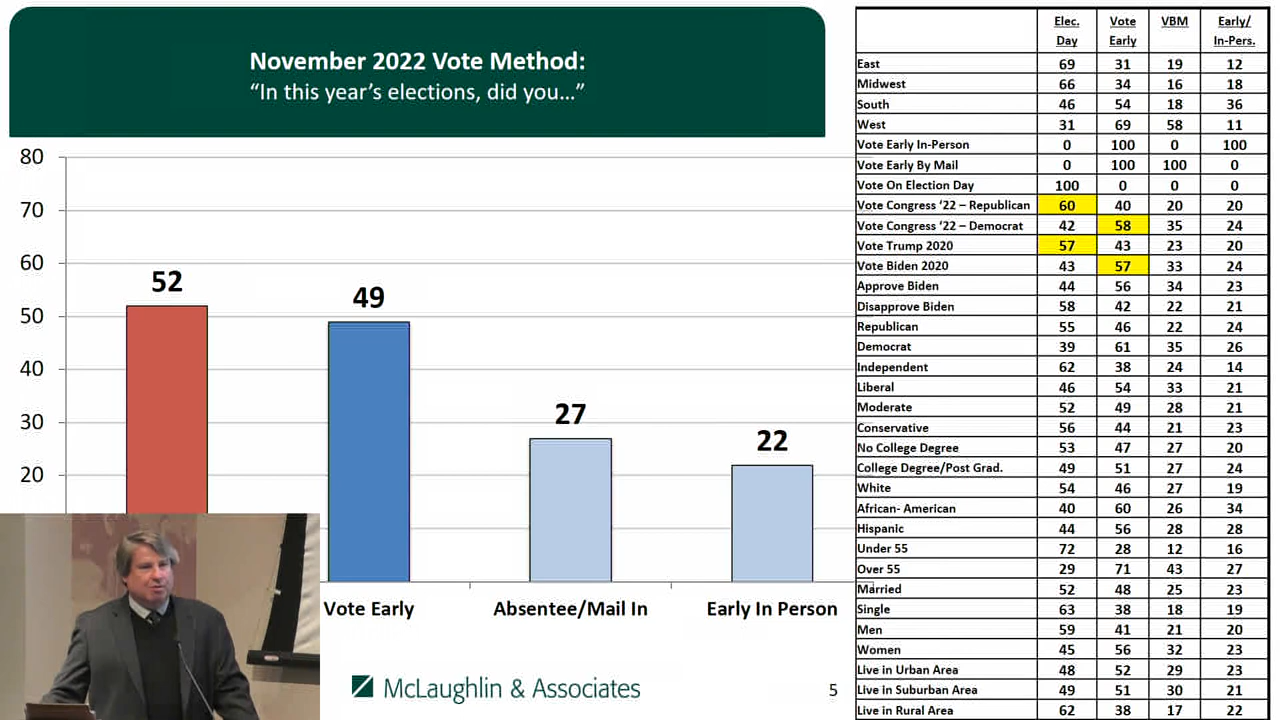 November 2022 Vote Method:
“In this year’s elections, did you…”
80
70
60
50
40
30
20
52
49
27
22
Vote Early
Absentee/Mail In
Early In Person
McLaughlin & Associates
5
Elec. Day Vote Early VBM Early/ In-Pers.
East 69 31 19 12
Midwest 66 34 16 18
South 46 54 18 36
West 31 69 58 11
Vote Early In-Person 0 100 0 100
Vote Early By Mail 0 100 100 0
Vote On Election Day 100 0 0 0
Vote Congress ‘22 – Republican 60 40 20 20
Vote Congress ‘22 – Democrat 42 58 35 24
Vote Trump 2020 57 43 23 20
Vote Biden 2020 43 57 33 24
Approve Biden 44 56 34 23
Disapprove Biden 58 42 22 21
Republican 55 46 22 24
Democrat 39 61 35 26
Independent 62 38 24 14
Liberal 46 54 33 21
Moderate 52 49 28 21
Conservative 56 44 21 23
No College Degree 53 47 27 20
College Degree/Post Grad. 49 51 27 24
White 54 46 27 19
African- American 40 60 26 34
Hispanic 44 56 28 28
Under 55 72 28 12 16
Over 55 29 71 43 27
Married 52 48 25 23
Single 63 38 18 19
Men 59 41 21 20
Women 45 56 32 23
Live in Urban Area 48 52 29 23
Live in Suburban Area 49 51 30 21
Live in Rural Area 62 38 17 22